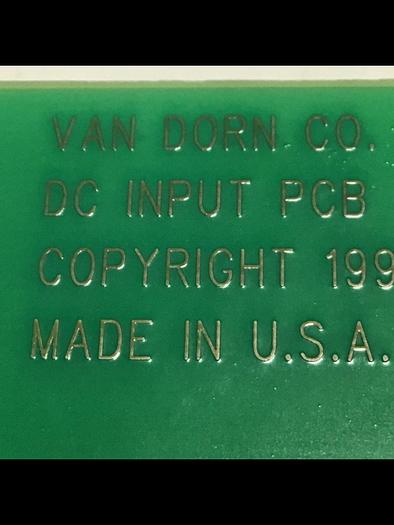 VAN DORN CO.
DC INPUT PCB
COPYRIGHT 199
MADE IN U.S.A.